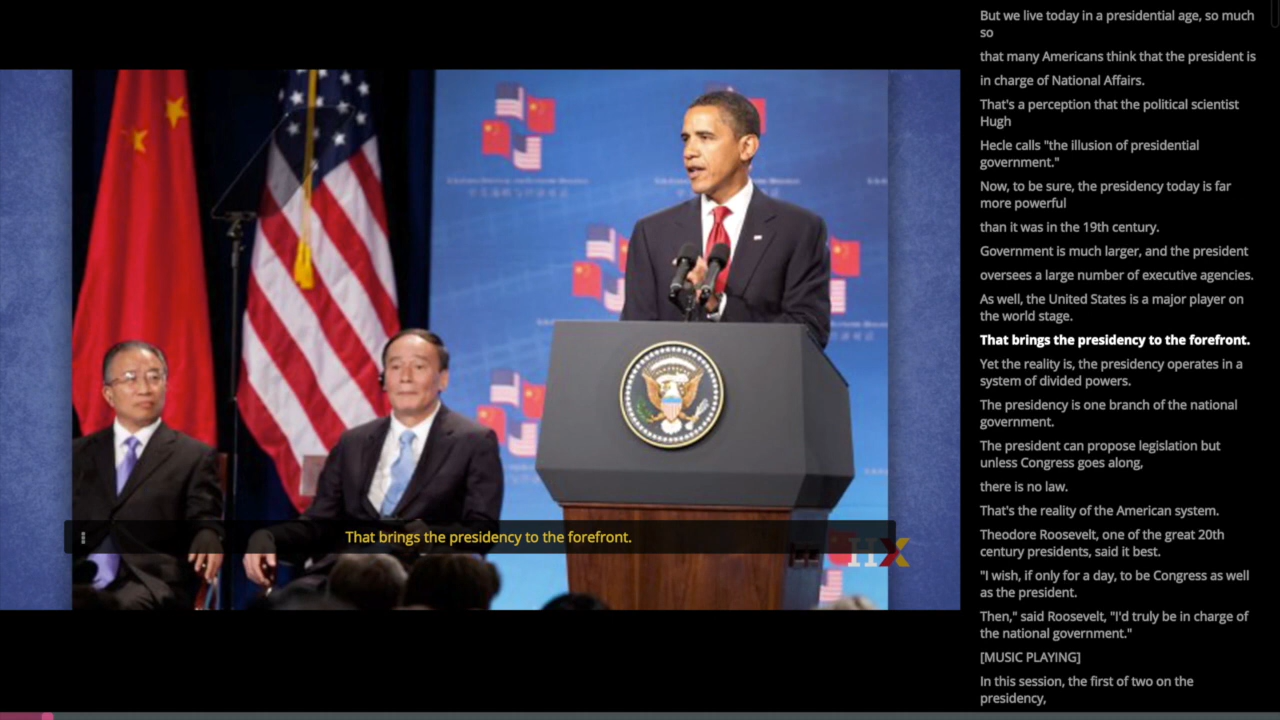 But we live today in a presidential age, so much
so
that many Americans think that the president is
in charge of National Affairs.
That's a perception that the political scientist
Hugh
Hecle calls "the illusion of presidential
government."
Now, to be sure, the presidency today is far
more powerful
than it was in the 19th century.
Government is much larger, and the president
oversees a large number of executive agencies.
As well, the United States is a major player on
the world stage.
That brings the presidency to the forefront.
Yet the reality is, the presidency operates in a
system of divided powers.
The presidency is one branch of the national
government.
The president can propose legislation but
unless Congress goes along,
there is no law.
That's the reality of the American system.
Theodore Roosevelt, one of the great 20th
century presidents, said it best.
"I wish, if only for a day, to be Congress as well
as the president.
Then," said Roosevelt, "I'd truly be in charge of
the national government."
[MUSIC PLAYING]
In this session, the first of two on the
presidency,
That brings the presidency to the forefront.
HX